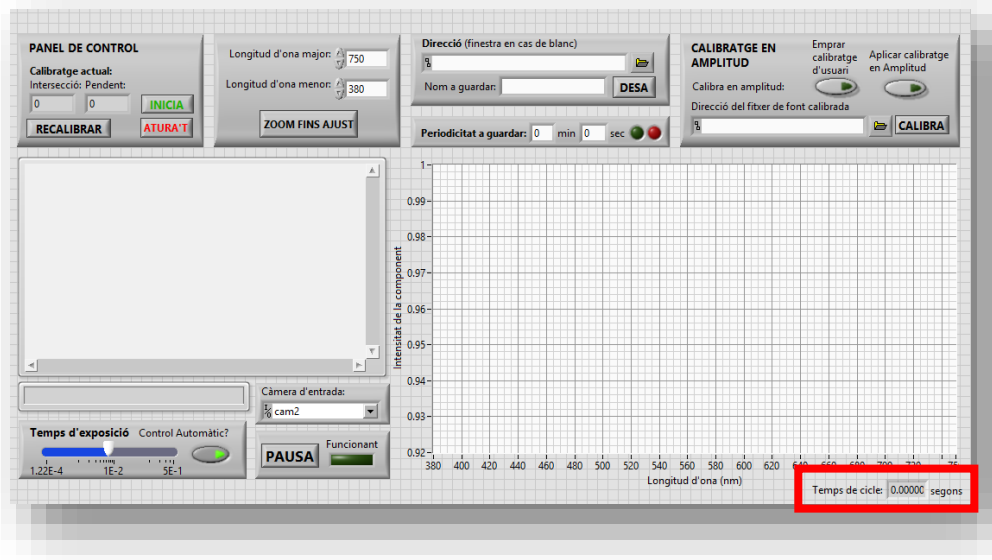 PANEL DE CONTROL
Calibratge actual:
Intersecció: Pendent:
0 0 INICIA
RECALIBRAR ATURA'T
Longitud d'ona major: 750
Longitud d'ona menor: 380
ZOOM FINS AJUST
Direcció (finestra en cas de blanc)
Nom a guardar: DESA
Periodicitat a guardar: 0 min 0 sec
CALIBRATGE EN
AMPLITUD
Emprar
calibratge
d'usuari
Aplicar calibratge
en Amplitud
Calibra en amplitud:
Direcció del fitxer de font calibrada
CALIBRA
Càmera d'entrada:
cam2
Temps d'exposició Control Automàtic?
1.22E-4 1E-2 5E-1
PAUSA Funcionant
Intensitat de la component
1
0.99
0.98
0.97
0.96
0.95
0.94
0.93
0.92
380 400 420 440 460 480 500 520 540 560 580 600 620
Longitud d'ona (nm)
Temps de cicle: 0.00000 segons